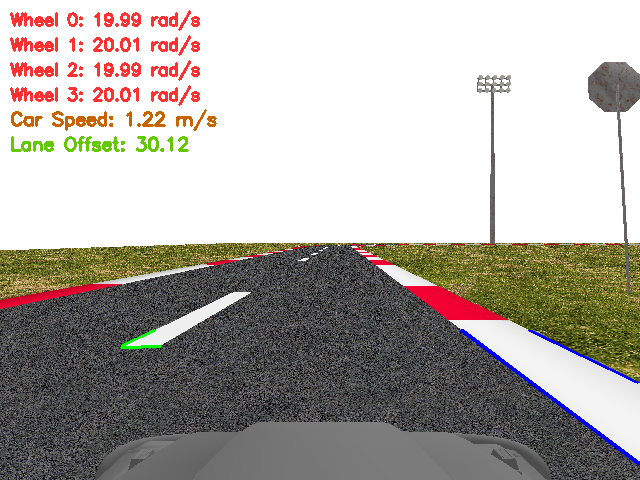 Wheel 0: 19.99 rad/s
Wheel 1: 20.01 rad/s
Wheel 2: 19.99 rad/s
Wheel 3: 20.01 rad/s
Car Speed: 1.22 m/s
Lane Offset: 30.12